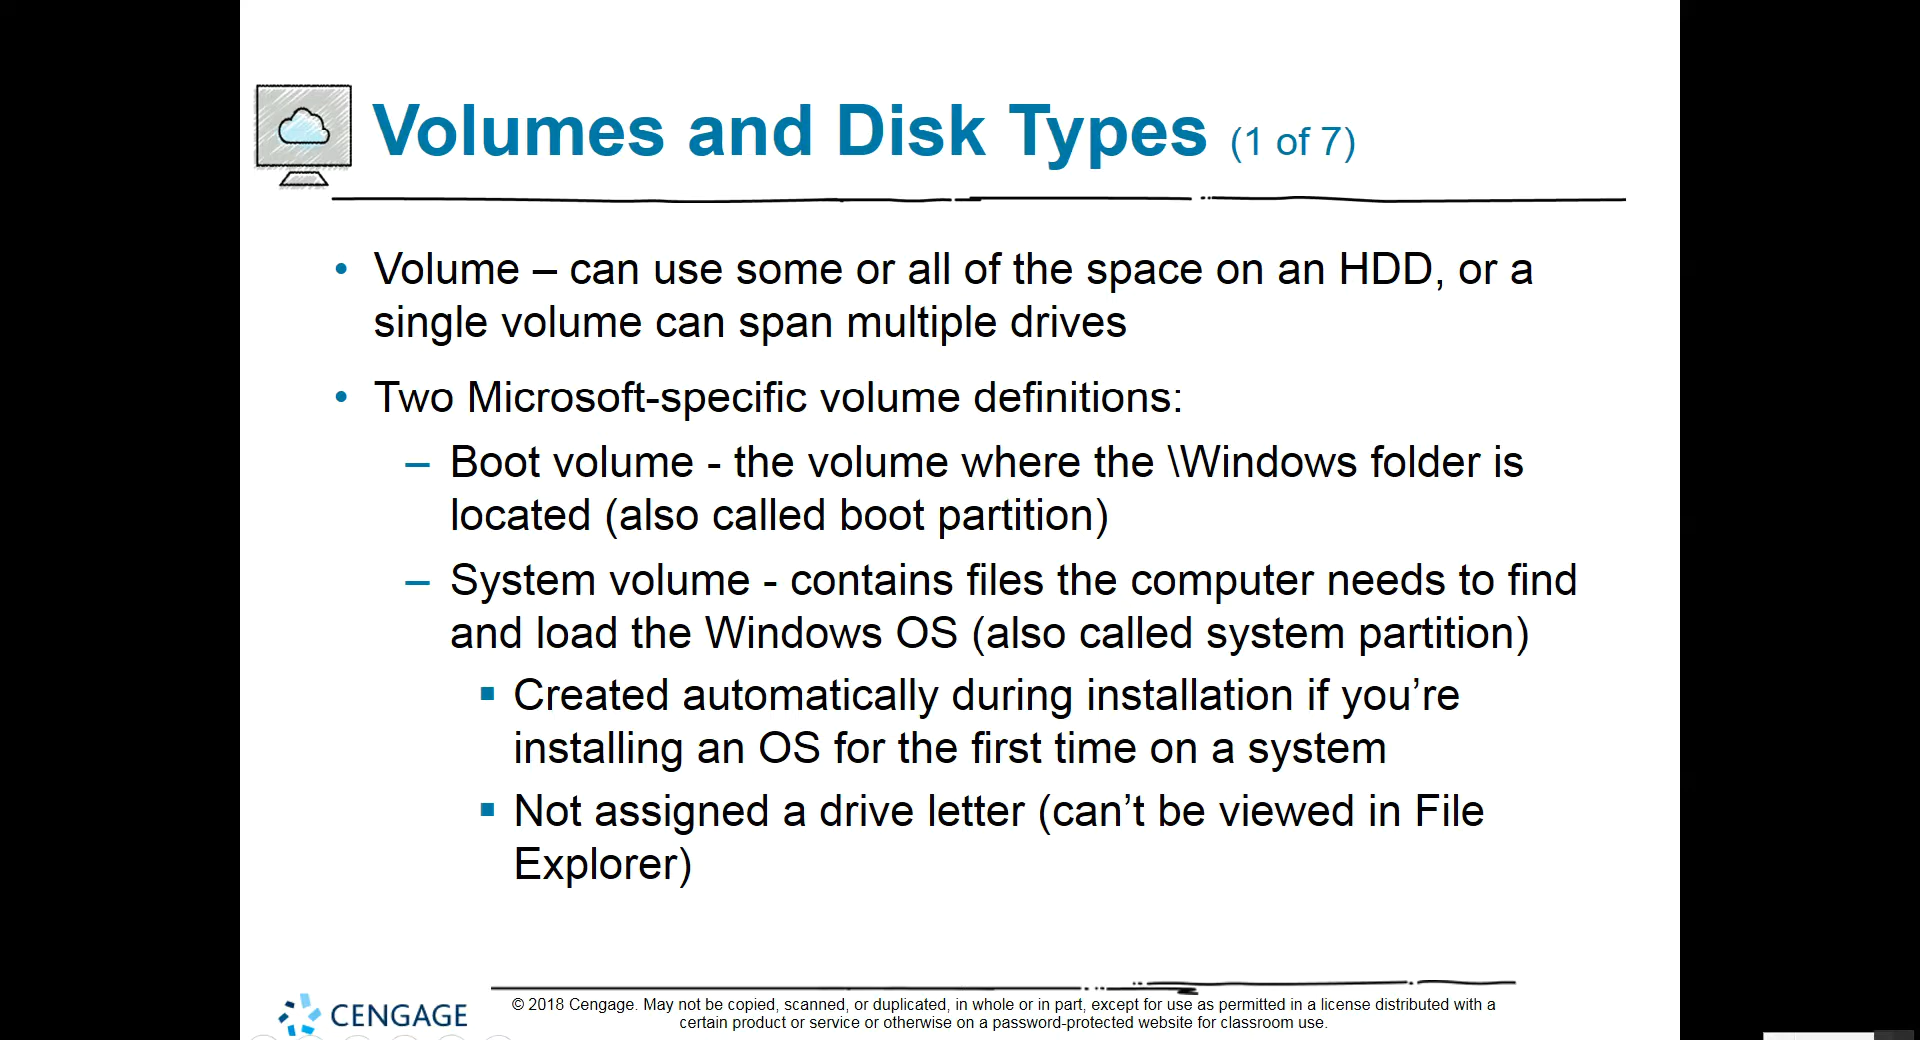 Volumes and Disk Types (1 of 7)
• Volume – can use some or all of the space on an HDD, or a
single volume can span multiple drives
• Two Microsoft-specific volume definitions:
– Boot volume - the volume where the \Windows folder is
located (also called boot partition)
– System volume - contains files the computer needs to find
and load the Windows OS (also called system partition)
▪ Created automatically during installation if you’re
installing an OS for the first time on a system
▪ Not assigned a drive letter (can’t be viewed in File
Explorer)
CENGAGE
© 2018 Cengage. May not be copied, scanned, or duplicated, in whole or in part, except for use as permitted in a license distributed with a
certain product or service or otherwise on a password-protected website for classroom use.